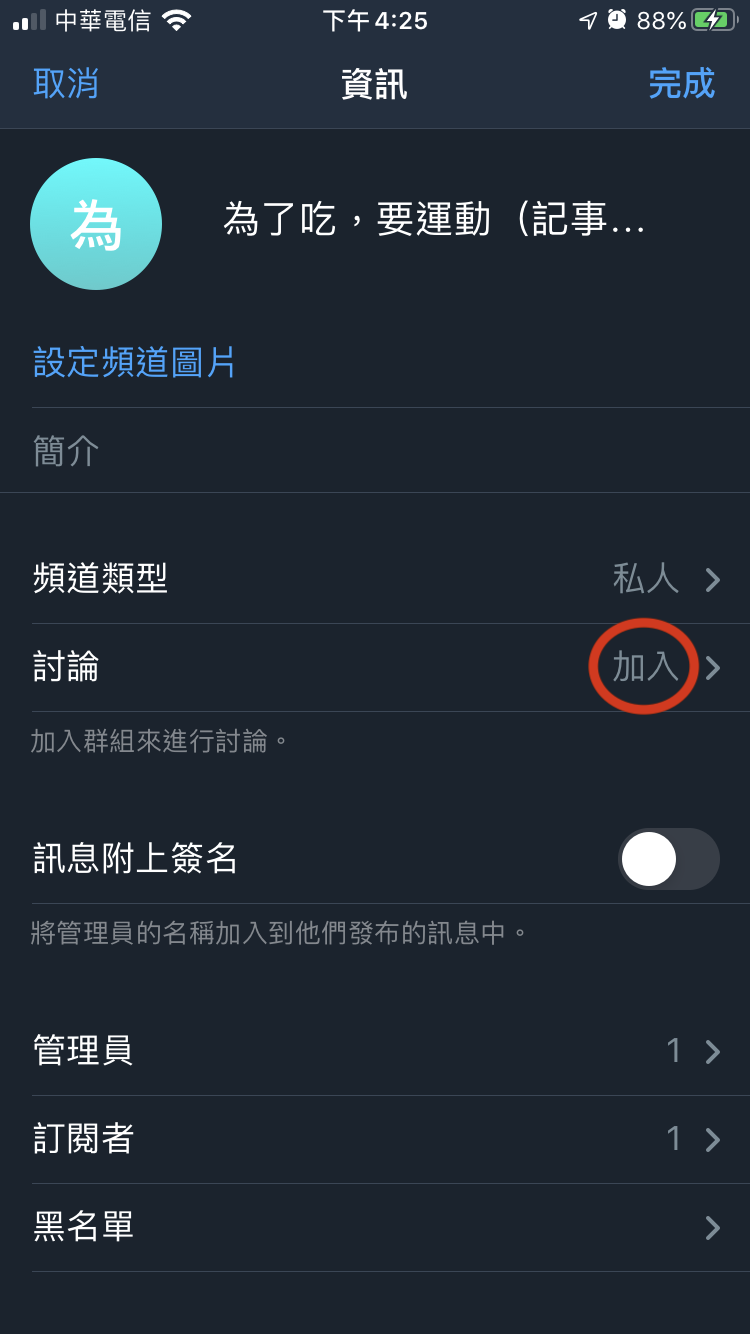 中華電信 下午4:25 88%
取消 資訊 完成
為 為了吃，要運動（記事...
設定頻道圖片
簡介
頻道類型 私人
討論 加入
加入群組來進行討論。
訊息附上簽名
將管理員的名稱加入到他們發布的訊息中。
管理員 1
訂閱者 1
黑名單